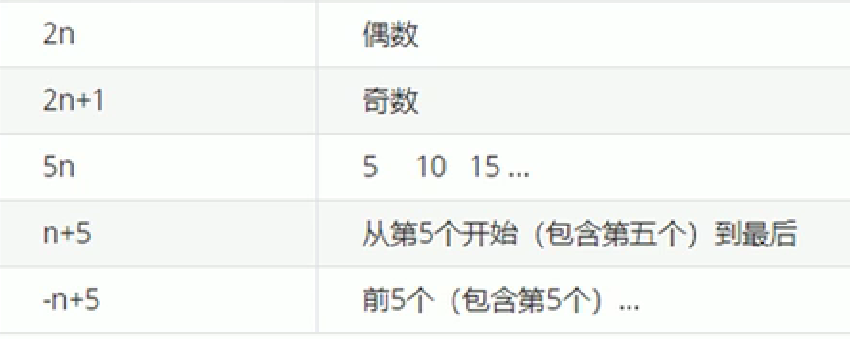 2n 偶数
2n+1 奇数
5n 5 10 15 ...
n+5 从第5个开始（包含第五个）到最后
-n+5 前5个（包含第5个）...